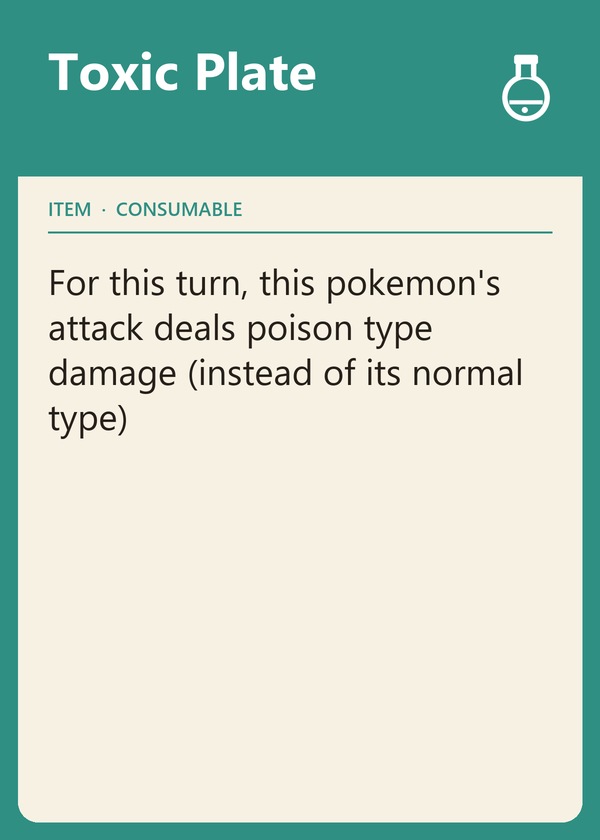 Toxic Plate
ITEM · CONSUMABLE
For this turn, this pokemon's
attack deals poison type
damage (instead of its normal
type)